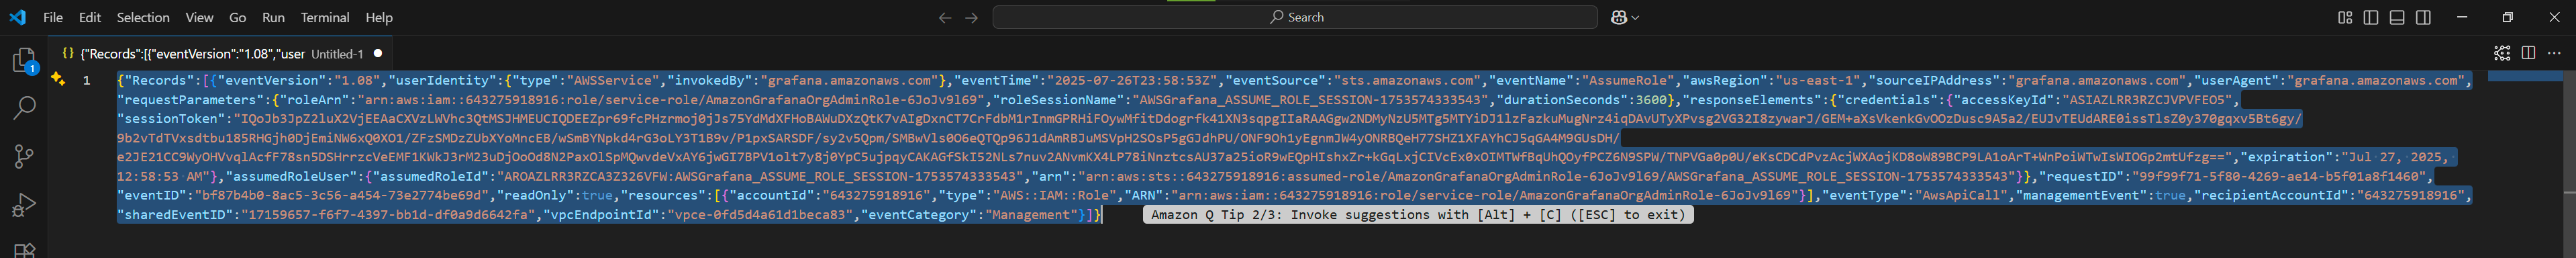 File Edit Selection View Go Run Terminal Help
Search
{"Records":[{"eventVersion":"1.08","user Untitled-1
1
1 {"Records":[{"eventVersion":"1.08","userIdentity":{"type":"AWSService","invokedBy":"grafana.amazonaws.com"},"eventTime":"2025-07-26T23:58:53Z","eventSource":"sts.amazonaws.com","eventName":"AssumeRole","awsRegion":"us-east-1","sourceIPAddress":"grafana.amazonaws.com","userAgent":"grafana.amazonaws.com",
"requestParameters":{"roleArn":"arn:aws:iam::643275918916:role/service-role/AmazonGrafanaOrgAdminRole-6JoJv9l69","roleSessionName":"AWSGrafana_ASSUME_ROLE_SESSION-1753574333543","durationSeconds":3600},"responseElements":{"credentials":{"accessKeyId":"ASIAZLRR3RZCJVPVFEO5",
"sessionToken":"IQoJb3JpZ2luX2VjEEAaCXVzLWVhc3QtMSJHMEUCIQDEEZpr69fcPHzrmoj0jJs75YdMdXFHoBAWuDXzQtK7vAIgDxnCT7CrFdbM1rInmGPRHiFOywMfitDdogrfk41XN3sqpgIIaRAAGgw2NDMyNzU5MTg5MTYiDJ1lzFazkuMugNrz4iqDAvUTyXPvsg2VG32I8zywarJ/GEM+aXsVkenkGvOOzDusc9A5a2/EUJvTEUdARE0issTlsZ0y370gqxv5Bt6gy/
9b2vTdTVxsdtbu185RHGjh0DjEmiNW6xQ0XO1/ZFzSMDzZUbXYoMncEB/wSmBYNpkd4rG3oLY3T1B9v/P1pxSARSDF/sy2v5Qpm/SMBwVls0O6eQTQp96J1dAmRBJuMSVpH2SOsP5gGJdhPU/ONF9Oh1yEgnmJW4yONRBQeH77SHZ1XFAYhCJ5qGA4M9GUsDH/
e2JE21CC9WyOHVvqlAcfF78sn5DSHrrzcVeEMF1KWkJ3rM23uDjOoOd8N2PaxOlSpMQwvdeVxAY6jwGI7BPV1olt7y8j0YpC5ujpqyCAKAGfSkI52NLs7nuv2ANvmKX4LP78iNnztcsAU37a25ioR9wEQpHIshxZr+kGqLxjCIVcEx0xOIMTWfBqUhQOyfPCZ6N9SPW/TNPVGa0p0U/eKsCDCdPvzAcjWXAojKD8oW89BCP9LA1oArT+WnPoiWTwIsWIOGp2mtUfzg==","expiration":"Jul 27, 2025,
12:58:53 AM"},"assumedRoleUser":{"assumedRoleId":"AROAZLRR3RZCA3Z326VFW:AWSGrafana_ASSUME_ROLE_SESSION-1753574333543","arn":"arn:aws:sts::643275918916:assumed-role/AmazonGrafanaOrgAdminRole-6JoJv9l69/AWSGrafana_ASSUME_ROLE_SESSION-1753574333543"}},"requestID":"99f99f71-5f80-4269-ae14-b5f01a8f1460",
"eventID":"bf87b4b0-8ac5-3c56-a454-73e2774be69d","readOnly":true,"resources":[{"accountId":"643275918916","type":"AWS::IAM::Role","ARN":"arn:aws:iam::643275918916:role/service-role/AmazonGrafanaOrgAdminRole-6JoJv9l69"}],"eventType":"AwsApiCall","managementEvent":true,"recipientAccountId":"643275918916",
"sharedEventID":"17159657-f6f7-4397-bb1d-df0a9d6642fa","vpcEndpointId":"vpce-0fd5d4a61d1beca83","eventCategory":"Management"}]} Amazon Q Tip 2/3: Invoke suggestions with [Alt] + [C] ([ESC] to exit)